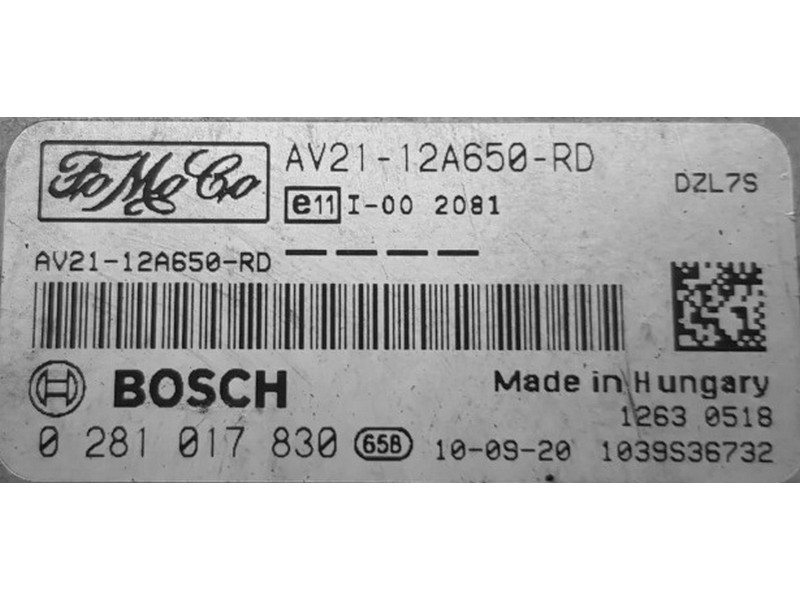 FoMoCo AV21-12A650-RD
DZL7S
e11 I-00 2081
AV21-12A650-RD
BOSCH
Made in Hungary
1263 0518
0 281 017 830 65B 10-09-20 1039S36732